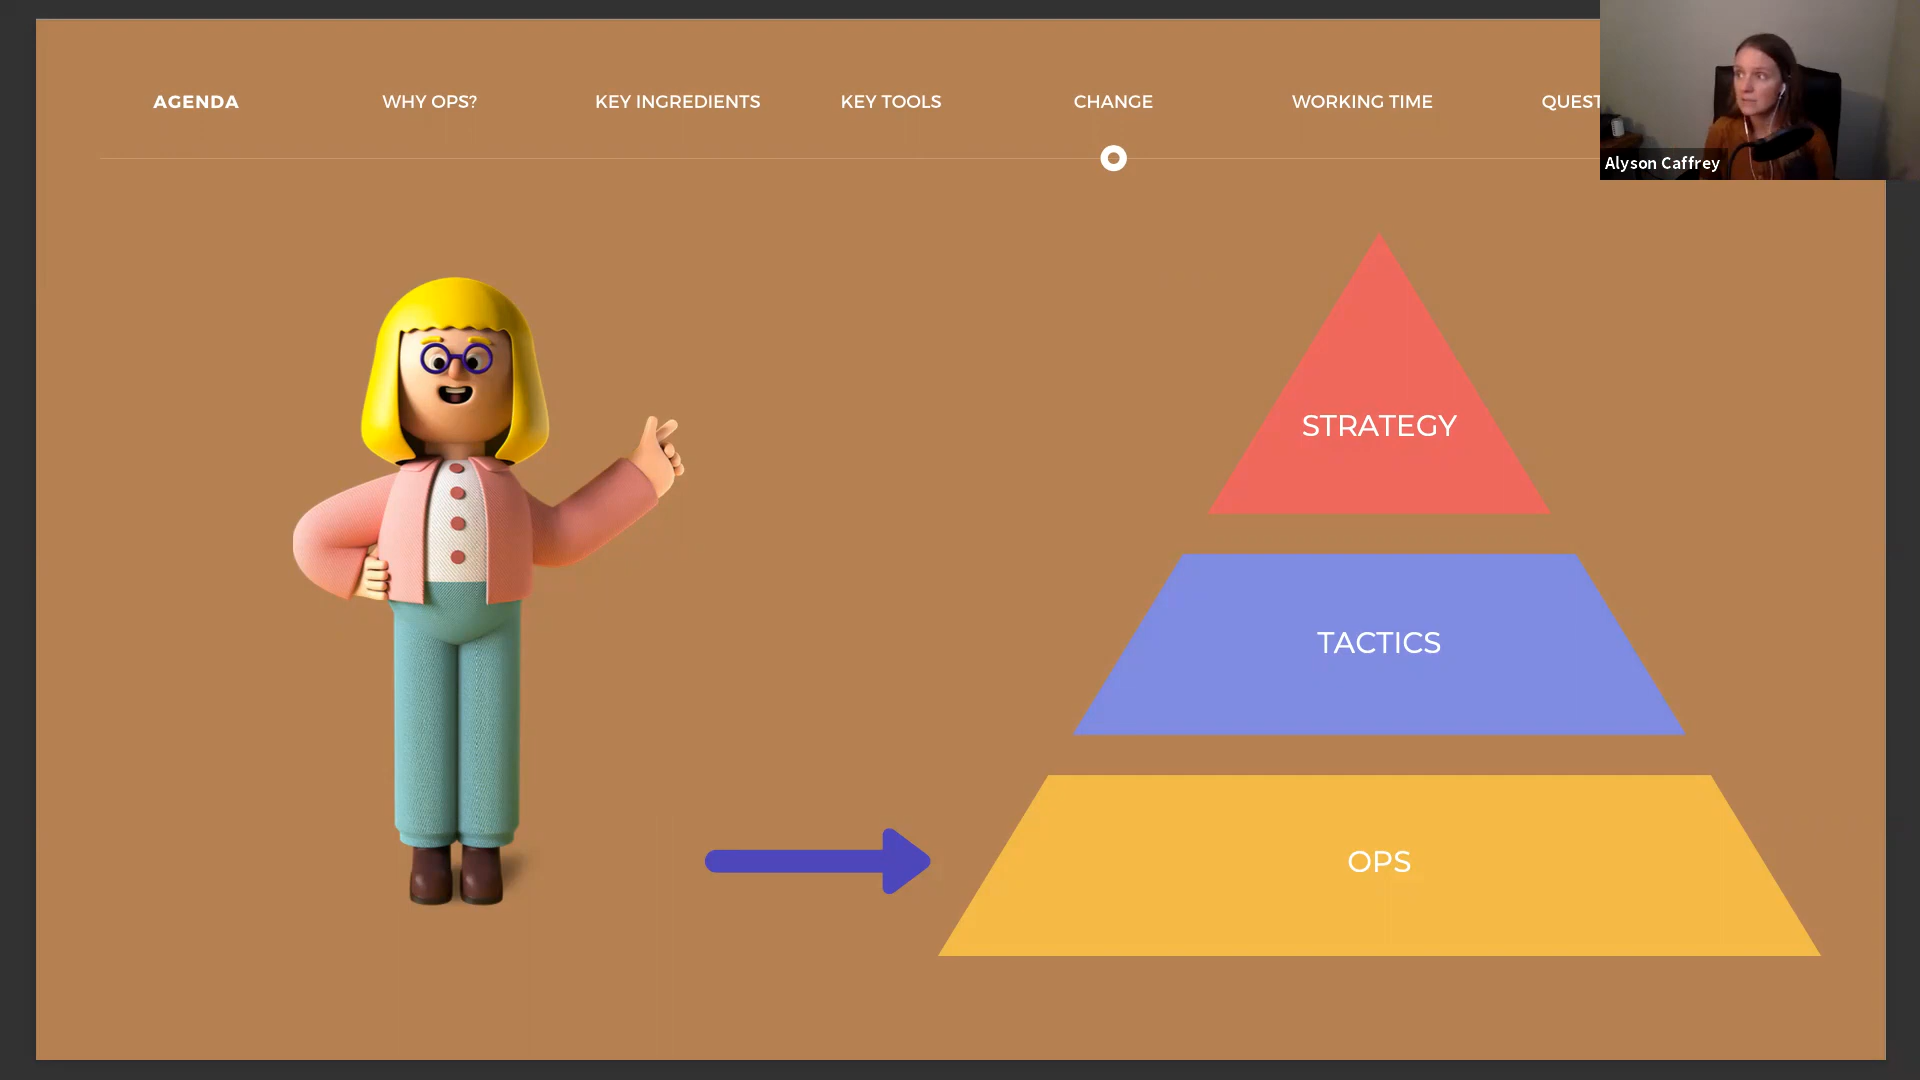 AGENDA WHY OPS? KEY INGREDIENTS KEY TOOLS CHANGE WORKING TIME QUEST
Alyson Caffrey
STRATEGY
TACTICS
OPS